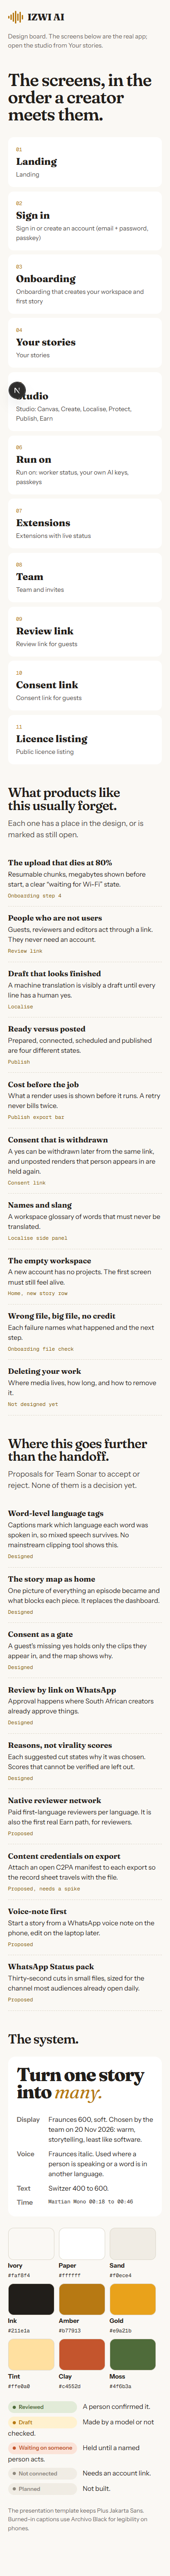 IZWI AI
Design board. The screens below are the real app;
open the studio from Your stories.
The screens, in the
order a creator
meets them.
01
Landing
Landing
02
Sign in
Sign in or create an account (email + password,
passkey)
03
Onboarding
Onboarding that creates your workspace and
first story
04
Your stories
Your stories
N
tudio
Studio: Canvas, Create, Localise, Protect,
Publish, Earn
06
Run on
Run on: worker status, your own AI keys,
passkeys
07
Extensions
Extensions with live status
08
Team
Team and invites
09
Review link
Review link for guests
10
Consent link
Consent link for guests
11
Licence listing
Public licence listing
What products like
this usually forget.
Each one has a place in the design, or is
marked as still open.
The upload that dies at 80%
Resumable chunks, megabytes shown before
start, a clear “waiting for Wi-Fi” state.
Onboarding step 4
People who are not users
Guests, reviewers and editors act through a link.
They never need an account.
Review link
Draft that looks finished
A machine translation is visibly a draft until every
line has a human yes.
Localise
Ready versus posted
Prepared, connected, scheduled and published
are four different states.
Publish
Cost before the job
What a render uses is shown before it runs. A retry
never bills twice.
Publish export bar
Consent that is withdrawn
A yes can be withdrawn later from the same link,
and unposted renders that person appears in are
held again.
Consent link
Names and slang
A workspace glossary of words that must never be
translated.
Localise side panel
The empty workspace
A new account has no projects. The first screen
must still feel alive.
Home, new story row
Wrong file, big file, no credit
Each failure names what happened and the next
step.
Onboarding file check
Deleting your work
Where media lives, how long, and how to remove
it.
Not designed yet
Where this goes further
than the handoff.
Proposals for Team Sonar to accept or
reject. None of them is a decision yet.
Word-level language tags
Captions mark which language each word was
spoken in, so mixed speech survives. No
mainstream clipping tool shows this.
Designed
The story map as home
One picture of everything an episode became and
what blocks each piece. It replaces the dashboard.
Designed
Consent as a gate
A guest's missing yes holds only the clips they
appear in, and the map shows why.
Designed
Review by link on WhatsApp
Approval happens where South African creators
already approve things.
Designed
Reasons, not virality scores
Each suggested cut states why it was chosen.
Scores that cannot be verified are left out.
Designed
Native reviewer network
Paid first-language reviewers per language. It is
also the first real Earn path, for reviewers.
Proposed
Content credentials on export
Attach an open C2PA manifest to each export so
the record sheet travels with the file.
Proposed, needs a spike
Voice-note first
Start a story from a WhatsApp voice note on the
phone, edit on the laptop later.
Proposed
WhatsApp Status pack
Thirty-second cuts in small files, sized for the
channel most audiences already open daily.
Proposed
The system.
Turn one story
into many.
Display Fraunces 600, soft. Chosen by the
team on 20 Nov 2026: warm,
storytelling, least like software.
Voice Fraunces italic. Used where a
person is speaking or a word is in
another language.
Text Switzer 400 to 600.
Time Martian Mono 00:18 to 00:46
Ivory Paper Sand
#faf8f4 #ffffff #f0ece4
Ink Amber Gold
#211e1a #b77913 #e9a21b
Tint Clay Moss
#ffe0a0 #c4552d #4f6b3a
Reviewed A person confirmed it.
Draft Made by a model or not
checked.
Waiting on someone Held until a named
person acts.
Not connected Needs an account link.
Planned Not built.
The presentation template keeps Plus Jakarta Sans.
Burned-in captions use Archivo Black for legibility on
phones.